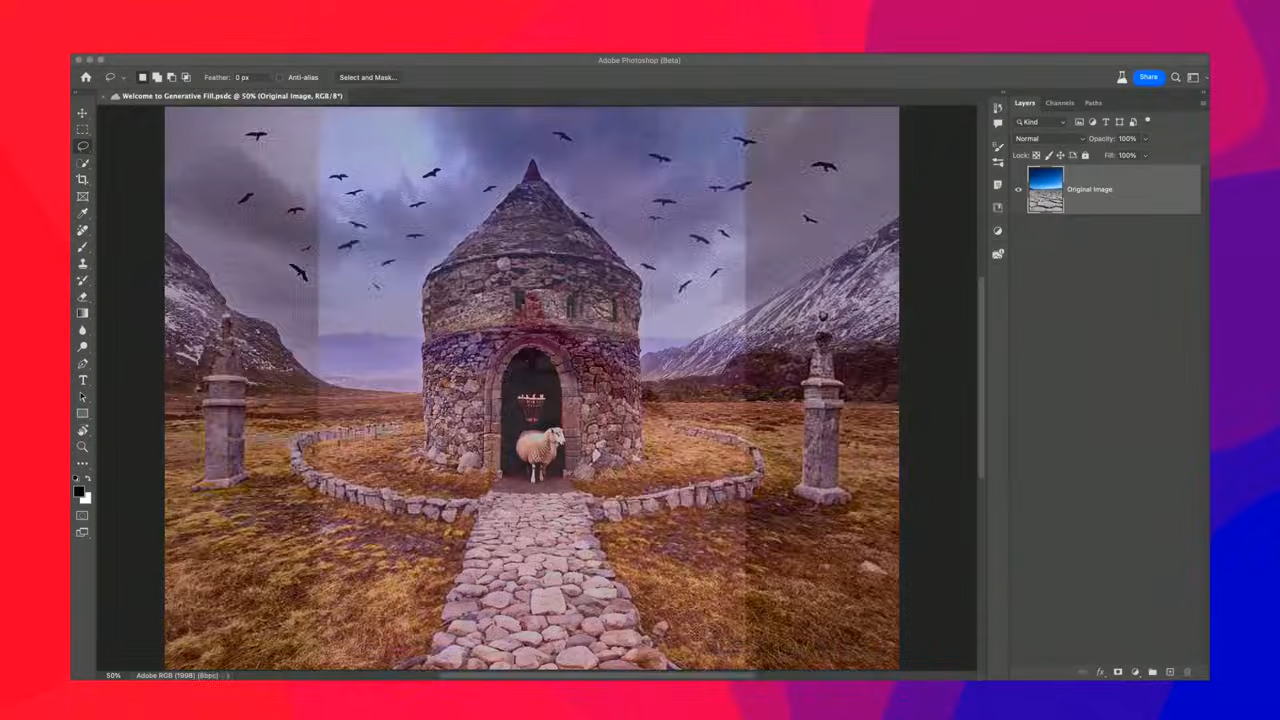 Adobe Photoshop (Beta)
Feather: 0 px
Anti-alias
Select and Mask...
Share
× Welcome to Generative Fill.psdc @ 50% (Original Image, RGB/8*)
Layers Channels Paths
Kind
Normal
Opacity: 100%
Lock:
Fill: 100%
Original Image
50%
Adobe RGB (1998) (8bpc)